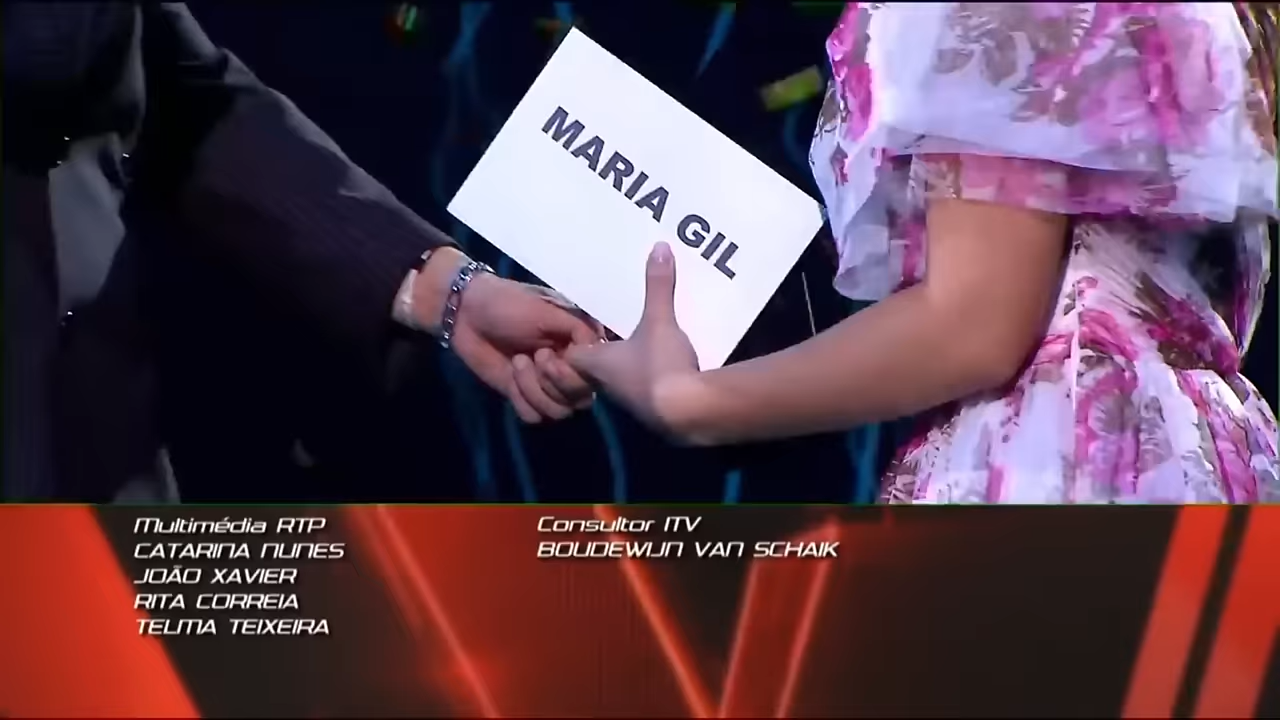 MARIA GIL
Multimédia RTP
CATARINA NUNES
JOÃO XAVIER
RITA CORREIA
TELMA TEIXEIRA
Consultor ITV
BOUDEWIJN VAN SCHAIK